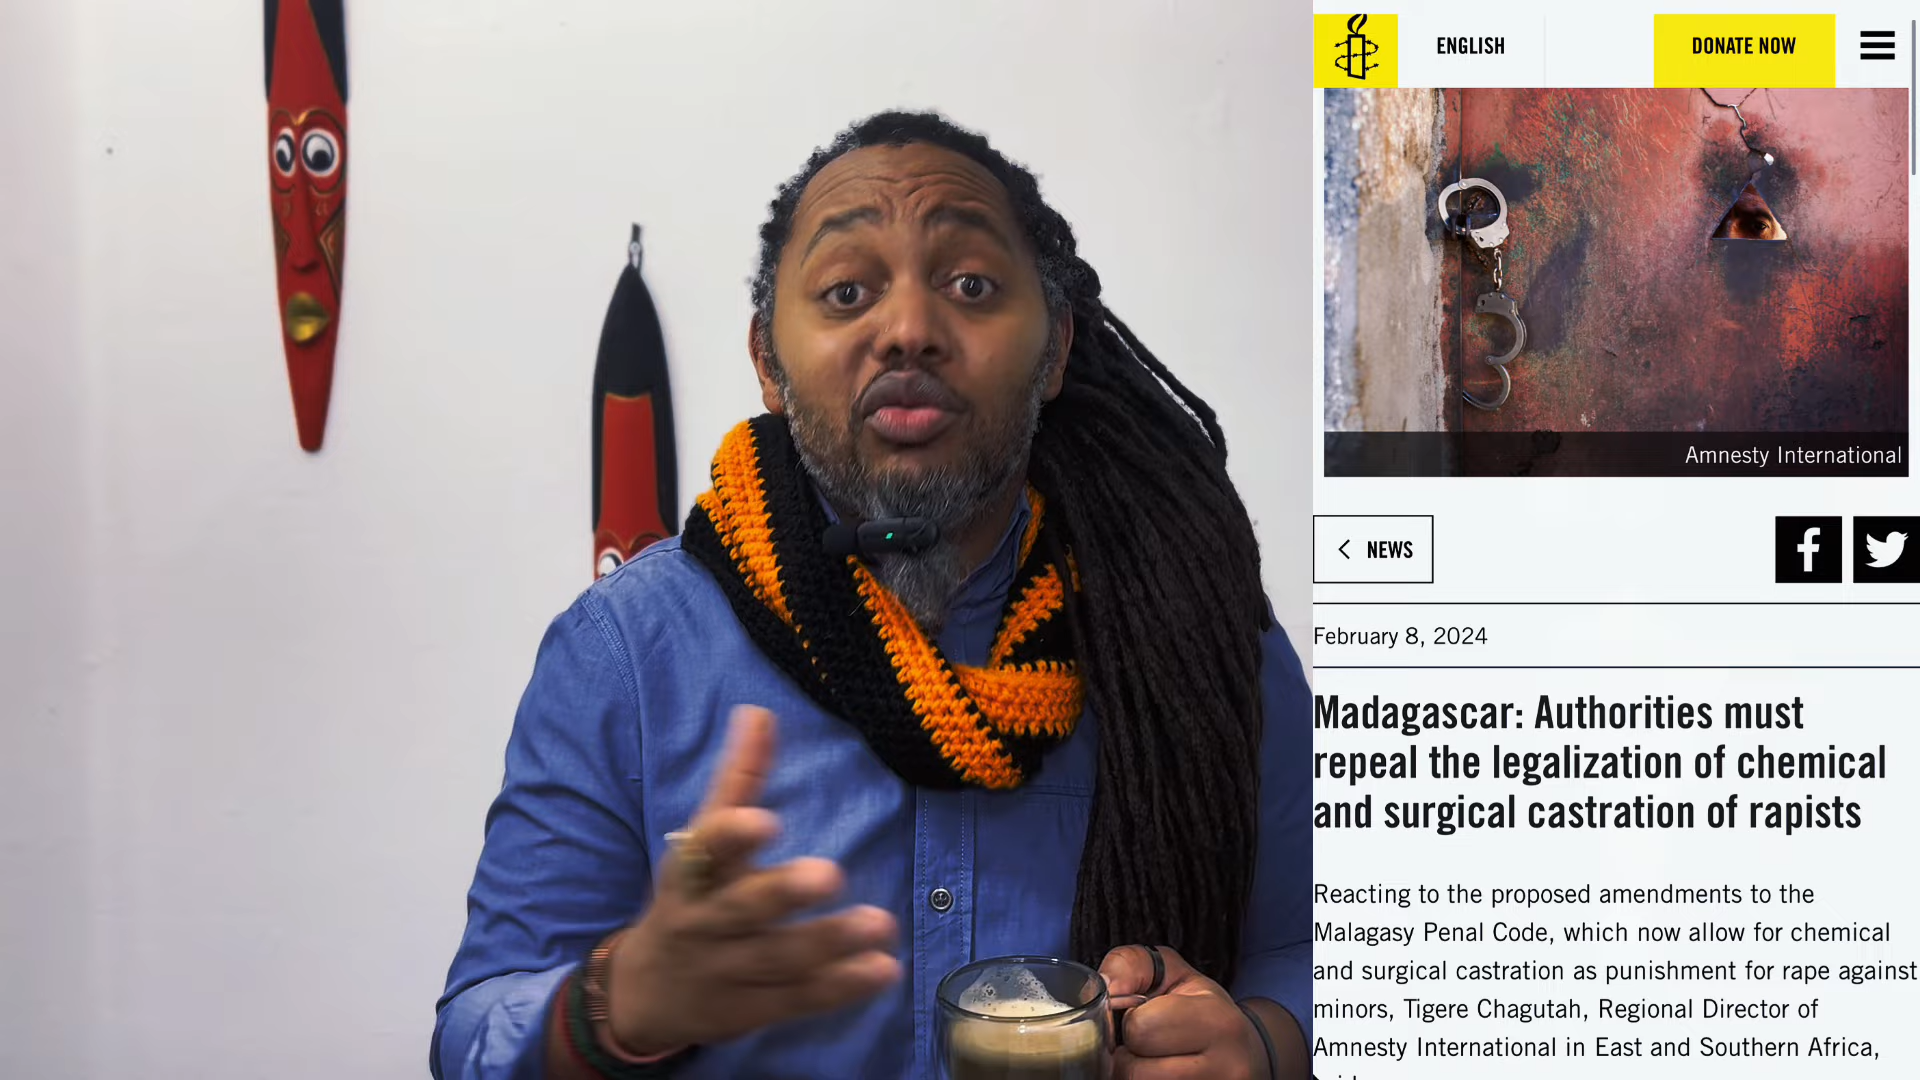 ENGLISH
DONATE NOW
Amnesty International
NEWS
February 8, 2024
Madagascar: Authorities must
repeal the legalization of chemical
and surgical castration of rapists
Reacting to the proposed amendments to the
Malagasy Penal Code, which now allow for chemical
and surgical castration as punishment for rape against
minors, Tigere Chagutah, Regional Director of
Amnesty International in East and Southern Africa,